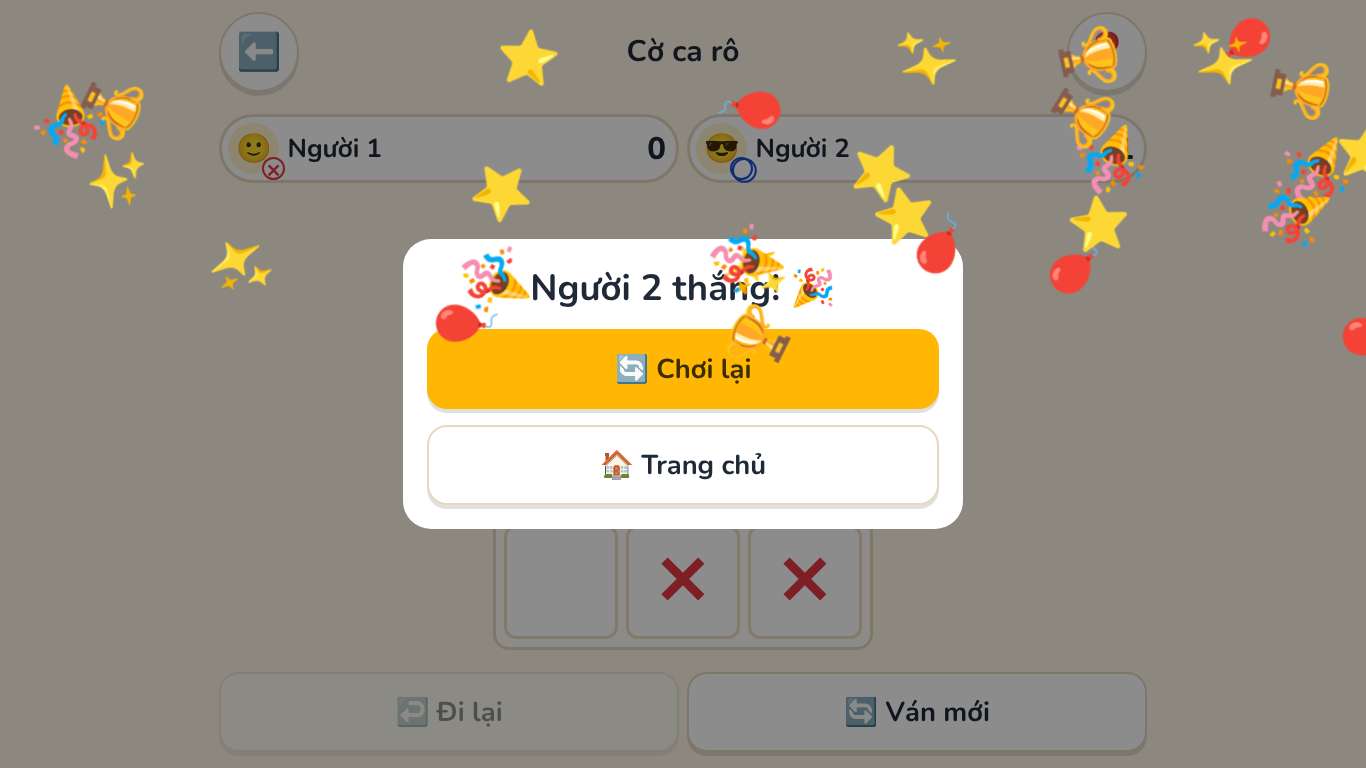 Cờ ca rô
Người 1
0
Người 2
Người 2 thắng!
Chơi lại
Trang chủ
Đi lại
Ván mới